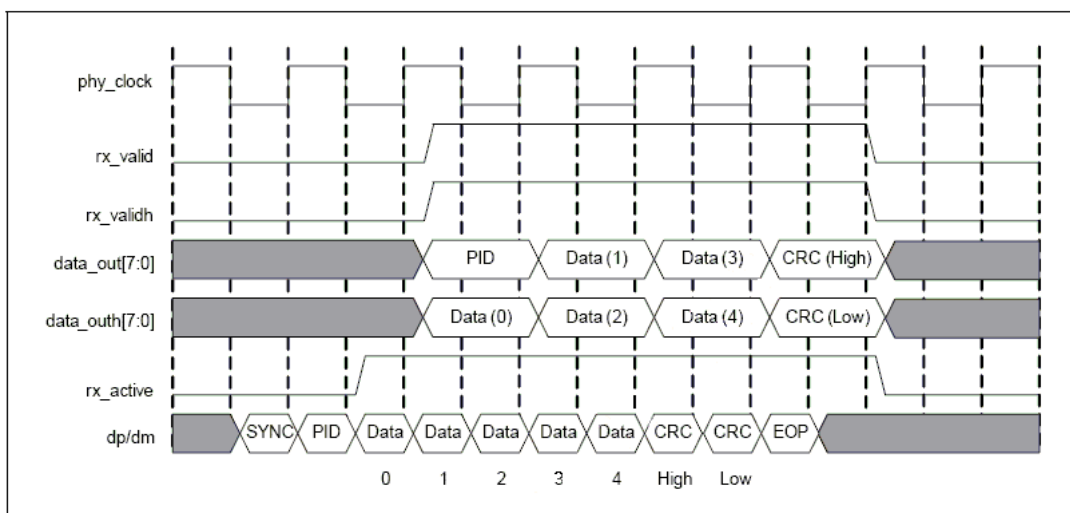 phy_clock
rx_valid
rx_validh
data_out[7:0] PID Data (1) Data (3) CRC (High)
data_outh[7:0] Data (0) Data (2) Data (4) CRC (Low)
rx_active
dp/dm SYNC PID Data Data Data Data Data CRC CRC EOP
0 1 2 3 4 High Low